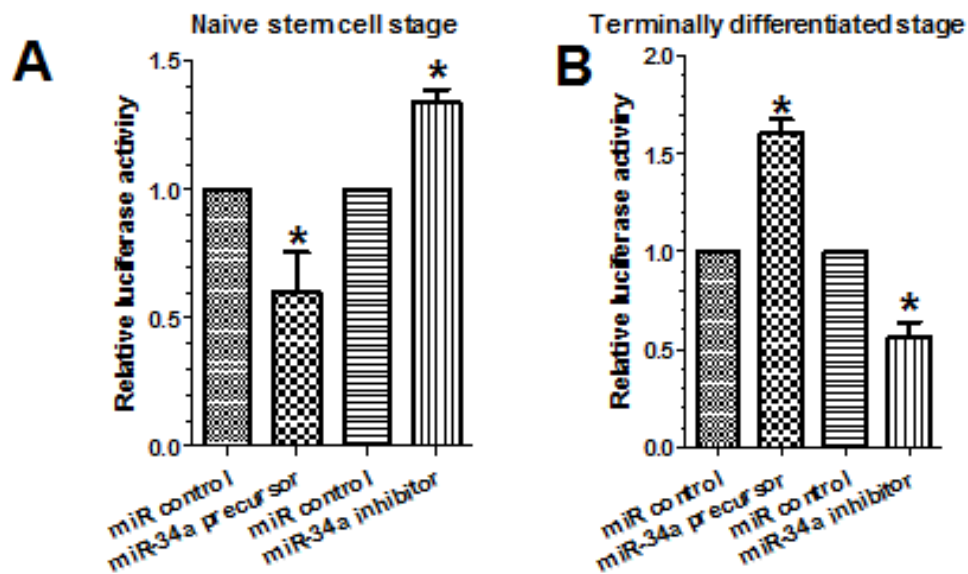 A
Naive stem cell stage
Relative luciferase activiry
1.5
*
1.0
*
0.5
0.0
miR control
miR-34a precursor
miR control
miR-34a inhibitor
B
Terminally differentiated stage
Relative luciferase activiry
2.0
*
1.5
1.0
*
0.5
0.0
miR control
miR-34a precursor
miR control
miR-34a inhibitor